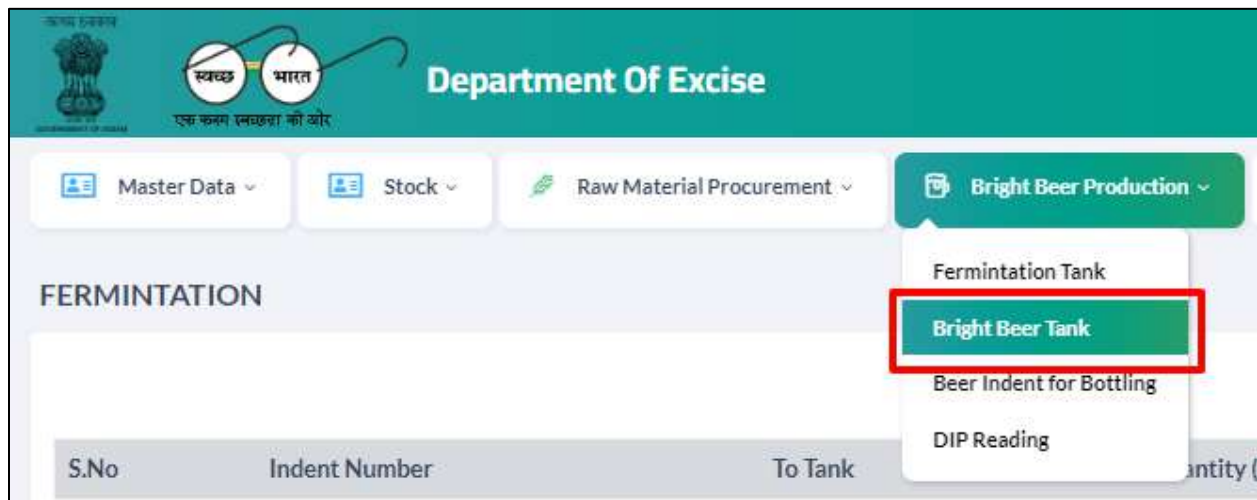 स्वच्छ भारत
एक कदम स्वच्छता की ओर
Department Of Excise
Master Data
Stock
Raw Material Procurement
Bright Beer Production
Fermintation Tank
Bright Beer Tank
Beer Indent for Bottling
DIP Reading
FERMINTATION
S.No Indent Number To Tank antity (